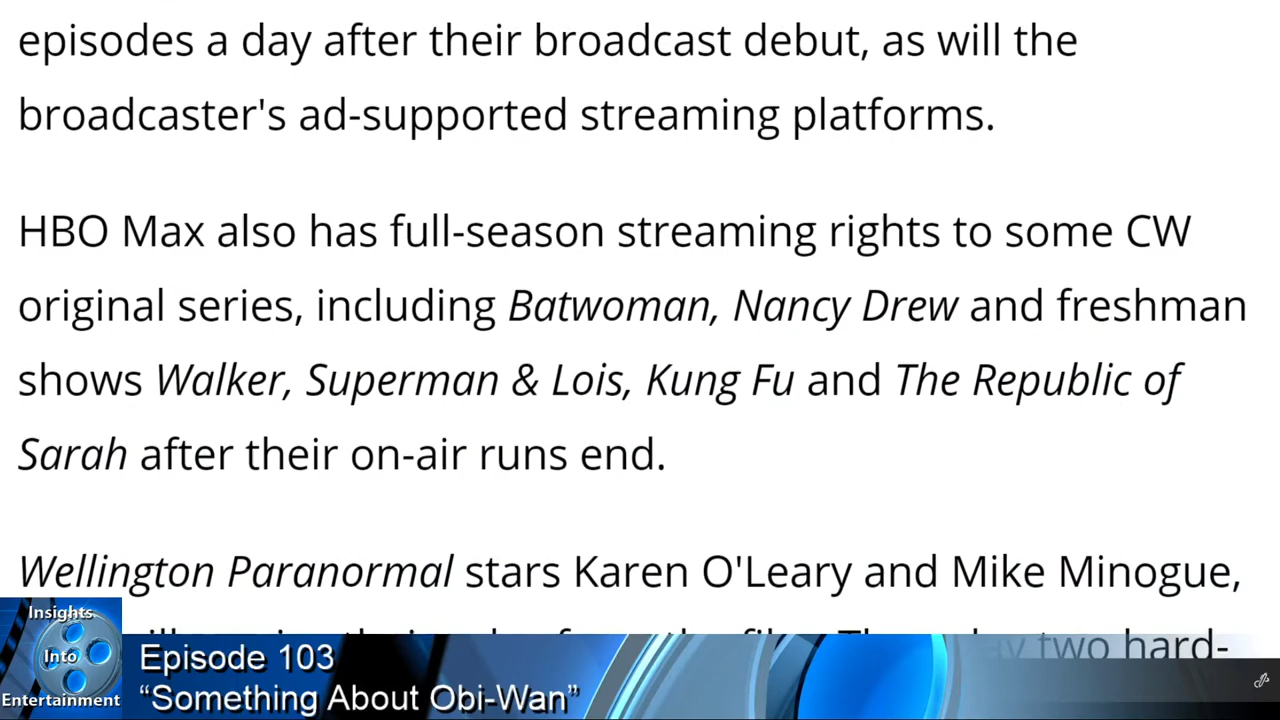 episodes a day after their broadcast debut, as will the
broadcaster's ad-supported streaming platforms.
HBO Max also has full-season streaming rights to some CW
original series, including Batwoman, Nancy Drew and freshman
shows Walker, Superman & Lois, Kung Fu and The Republic of
Sarah after their on-air runs end.
Wellington Paranormal stars Karen O'Leary and Mike Minogue,
two hard-
Insights
Into
Entertainment
Episode 103
“Something About Obi-Wan”